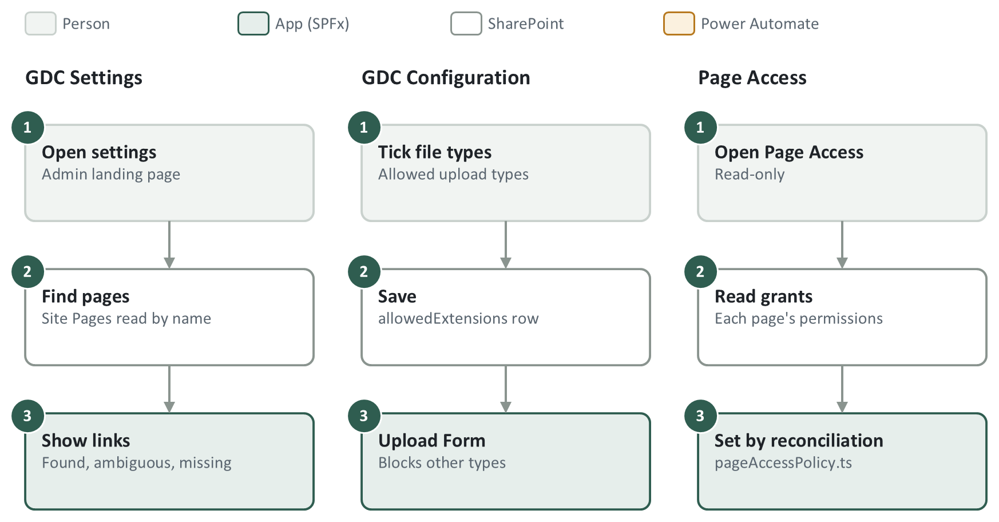 Person
App (SPFx)
SharePoint
Power Automate
GDC Settings
1
Open settings
Admin landing page
2
Find pages
Site Pages read by name
3
Show links
Found, ambiguous, missing
GDC Configuration
1
Tick file types
Allowed upload types
2
Save
allowedExtensions row
3
Upload Form
Blocks other types
Page Access
1
Open Page Access
Read-only
2
Read grants
Each page's permissions
3
Set by reconciliation
pageAccessPolicy.ts